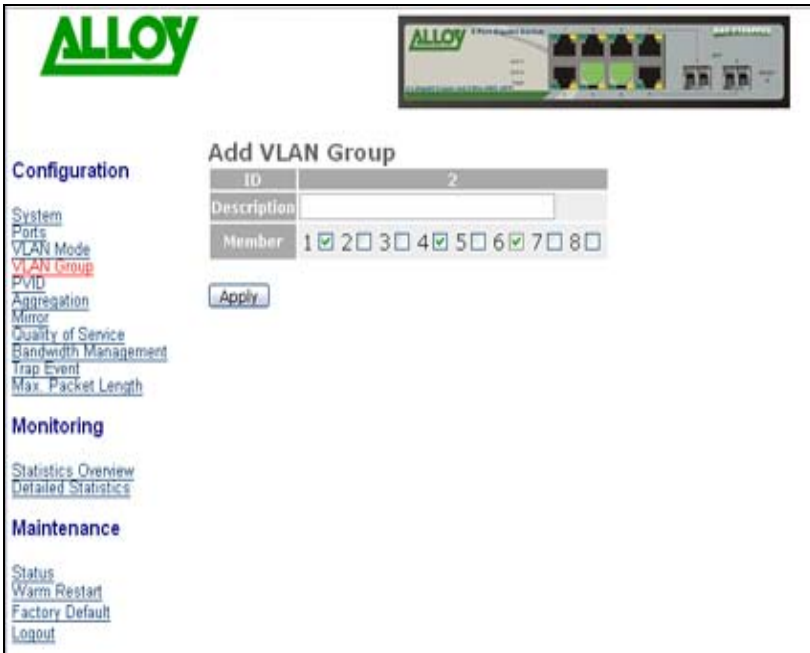 ALLOY
ALLOY
Configuration
System
Ports
VLAN Mode
VLAN Group
PVID
Aggregation
Mirror
Quality of Service
Bandwidth Management
Trap Event
Max. Packet Length
Monitoring
Statistics Overview
Detailed Statistics
Maintenance
Status
Warm Restart
Factory Default
Logout
Add VLAN Group
ID 2
Description
Member 1 2 3 4 5 6 7 8
Apply